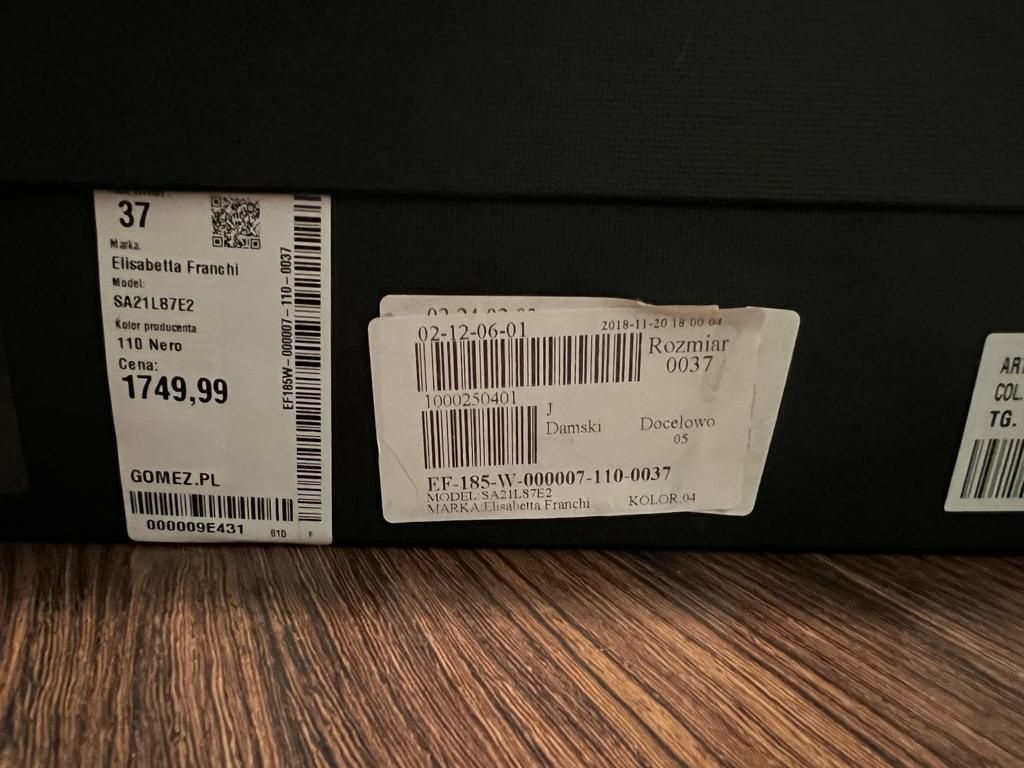 37
Marka
Elisabetta Franchi
Model:
SA21L87E2
Kolor producenta
110 Nero
Cena:
1749,99
GOMEZ.PL
000009E431
01D F
EF185W-000007-110-0037
02-12-06-01
2018-11-20 18 00 04
Rozmiar
0037
1000250401
J
Damski
Docelowo
05
EF-185-W-000007-110-0037
MODEL:SA21L87E2
MARKA:Elisabetta Franchi
KOLOR:04
COL.
TG.